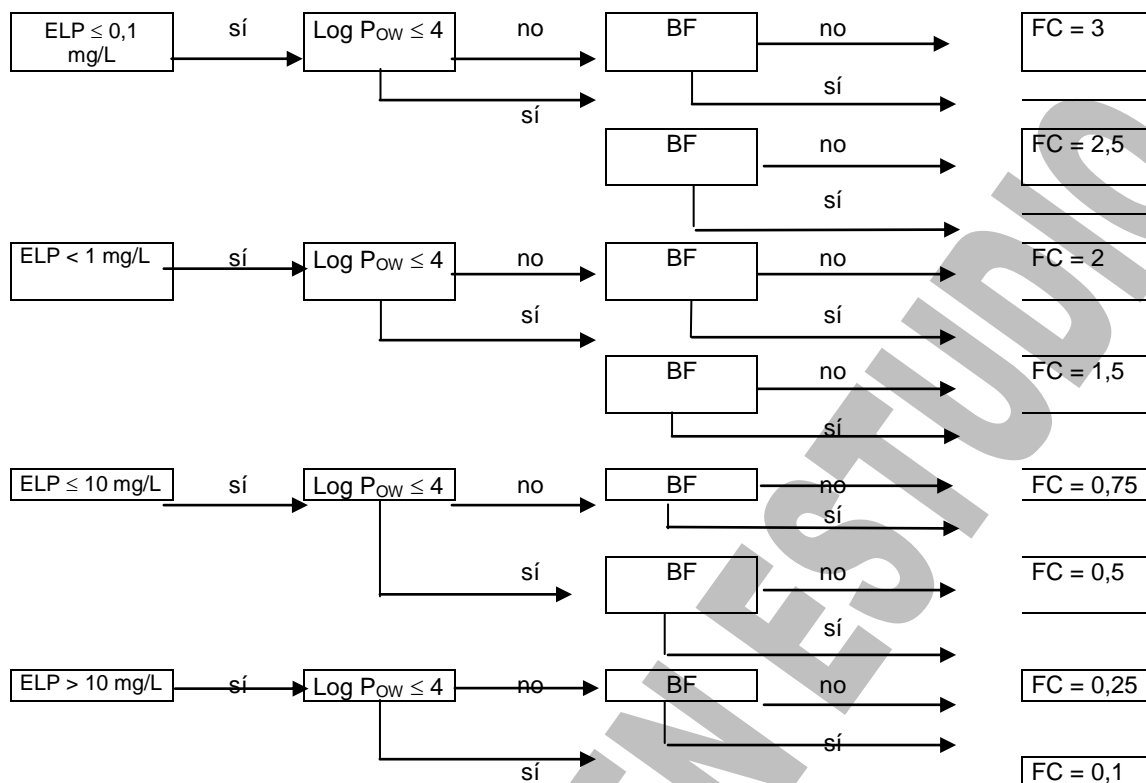 ELP ≤ 0,1 sí Log POW ≤ 4 no BF no FC = 3
mg/L
sí
sí
BF no FC = 2,5
sí
ELP < 1 mg/L sí Log POW ≤ 4 no BF no FC = 2
sí sí
BF no FC = 1,5
sí
ELP ≤ 10 mg/L sí Log POW ≤ 4 no BF no FC = 0,75
sí
sí BF no FC = 0,5
sí
ELP > 10 mg/L sí Log POW ≤ 4 no BF no FC = 0,25
sí
sí FC = 0,1
EN ESTUDIO